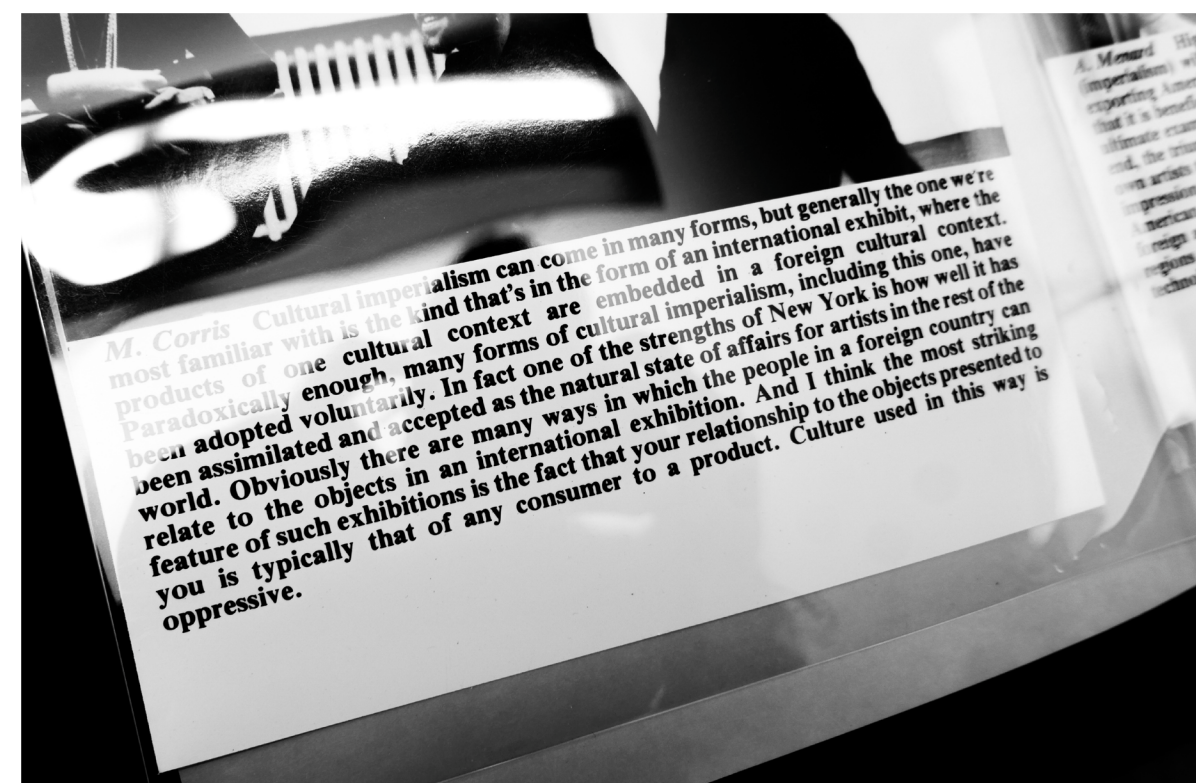 M. Corris Cultural imperialism can come in many forms, but generally the one we're
most familiar with is the kind that's in the form of an international exhibit, where the
products of one cultural context are embedded in a foreign cultural context.
Paradoxically enough, many forms of cultural imperialism, including this one, have
been adopted voluntarily. In fact one of the strengths of New York is how well it has
been assimilated and accepted as the natural state of affairs for artists in the rest of the
world. Obviously there are many ways in which the people in a foreign country can
relate to the objects in an international exhibition. And I think the most striking
feature of such exhibitions is the fact that your relationship to the objects presented to
you is typically that of any consumer to a product. Culture used in this way is
oppressive.
A. Menard
(imperialism)
exporting
that it is
end, the
own artists
foreign
regions